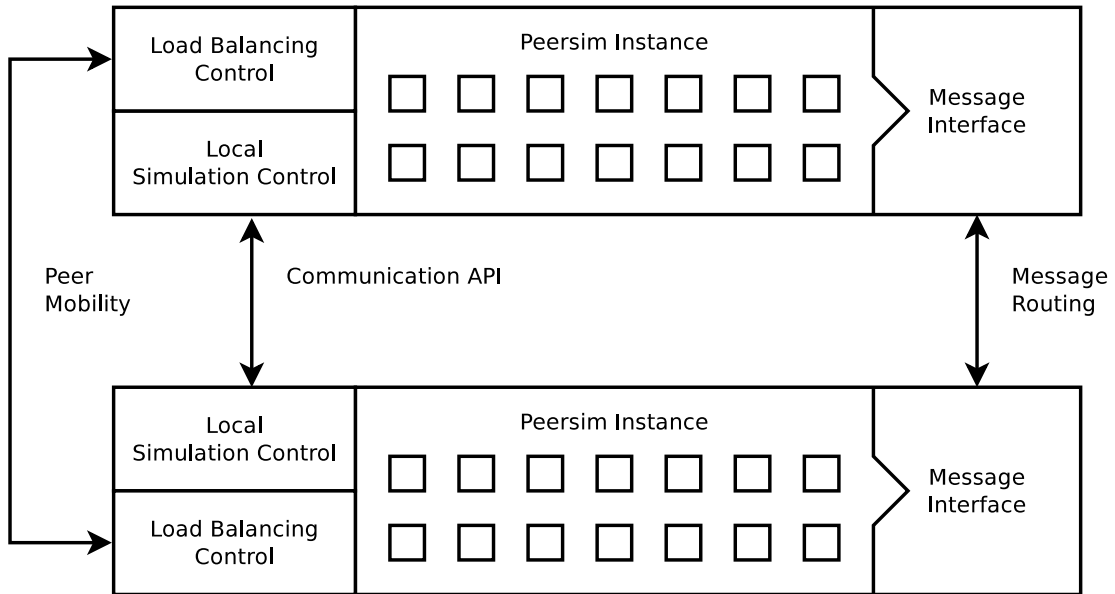 Load Balancing
Control
Peersim Instance
Message
Interface
Local
Simulation Control
Peer
Mobility
Communication API
Message
Routing
Local
Simulation Control
Peersim Instance
Message
Interface
Load Balancing
Control